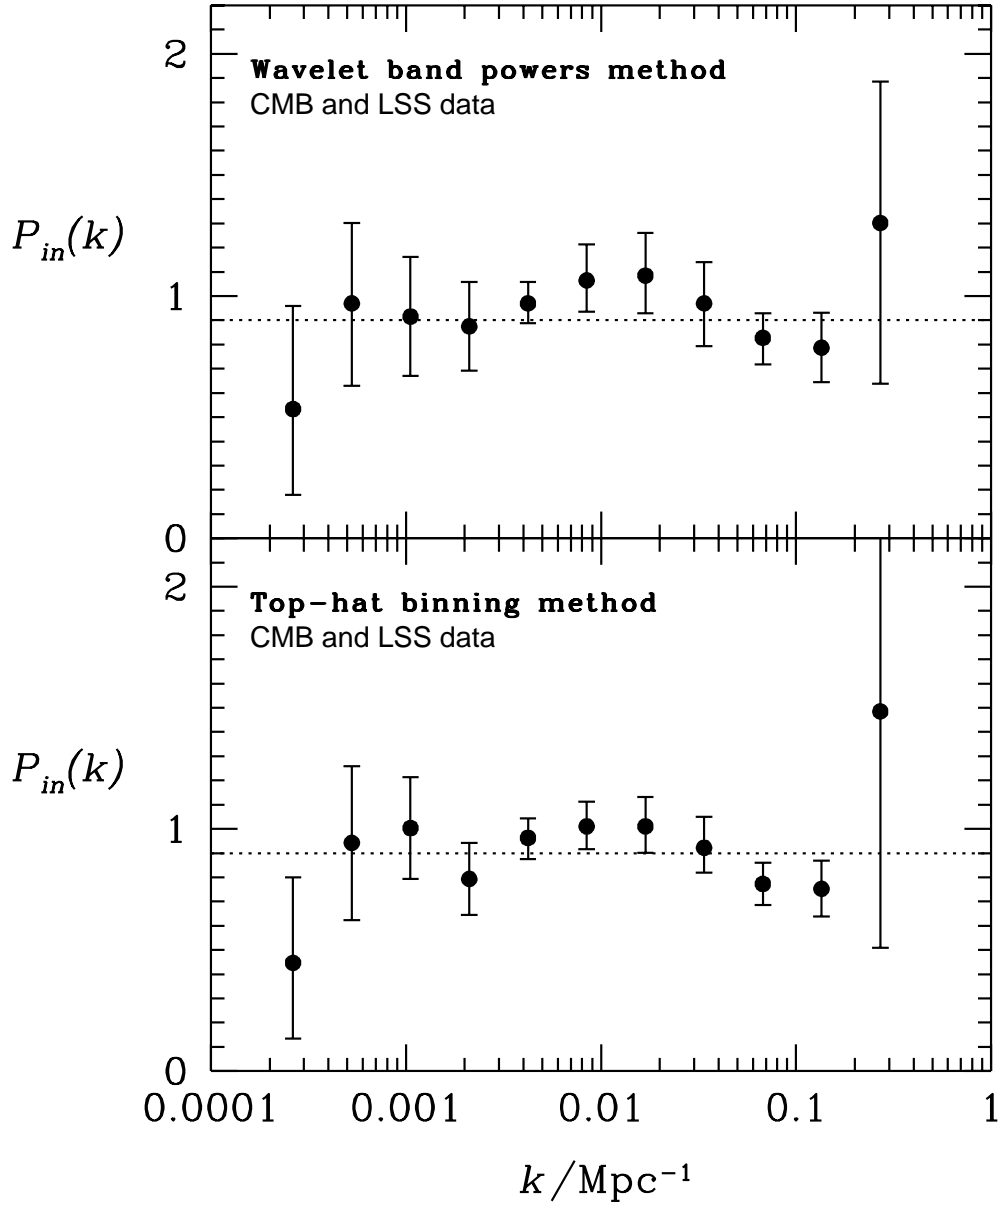 2
Wavelet band powers method
CMB and LSS data
P_in(k)
1
0
2
Top-hat binning method
CMB and LSS data
P_in(k)
1
0
0.0001 0.001 0.01 0.1 1
k/Mpc⁻¹